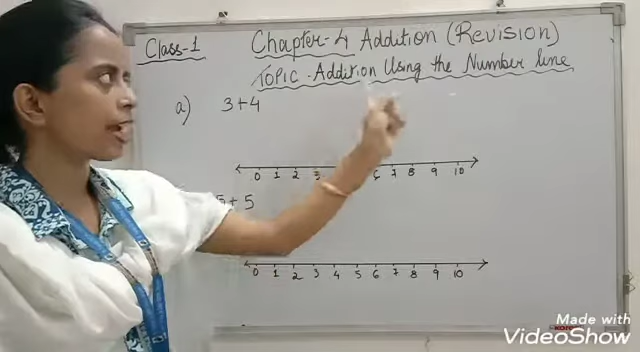 Class-1
Chapter-4 Addition (Revision)
TOPIC - Addition Using the Number line
a) 3+4
0 1 2 3 6 7 8 9 10
5+5
0 1 2 3 4 5 6 7 8 9 10
Made with
VideoShow